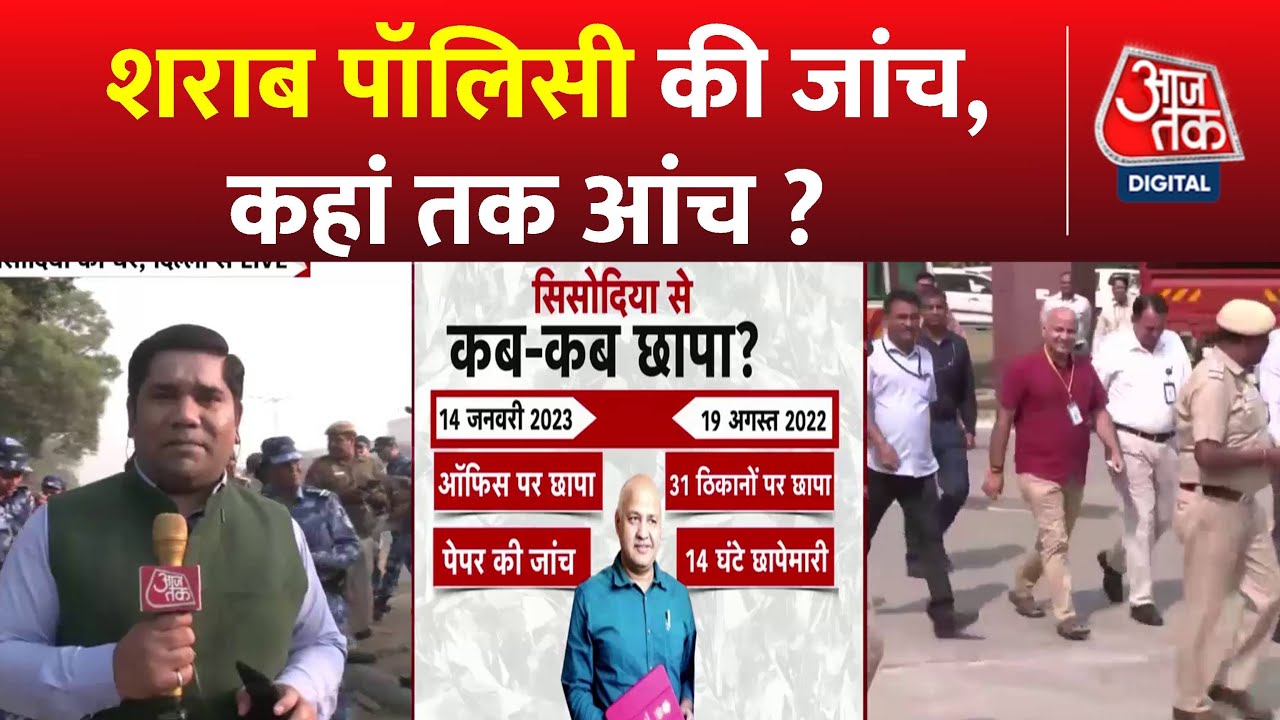 शराब पॉलिसी की जांच,
कहां तक आंच ?
आज
तक
DIGITAL
दिल्ली से LIVE
सिसोदिया से
कब-कब छापा?
14 जनवरी 2023
19 अगस्त 2022
ऑफिस पर छापा
31 ठिकानों पर छापा
पेपर की जांच
14 घंटे छापेमारी
आज
तक